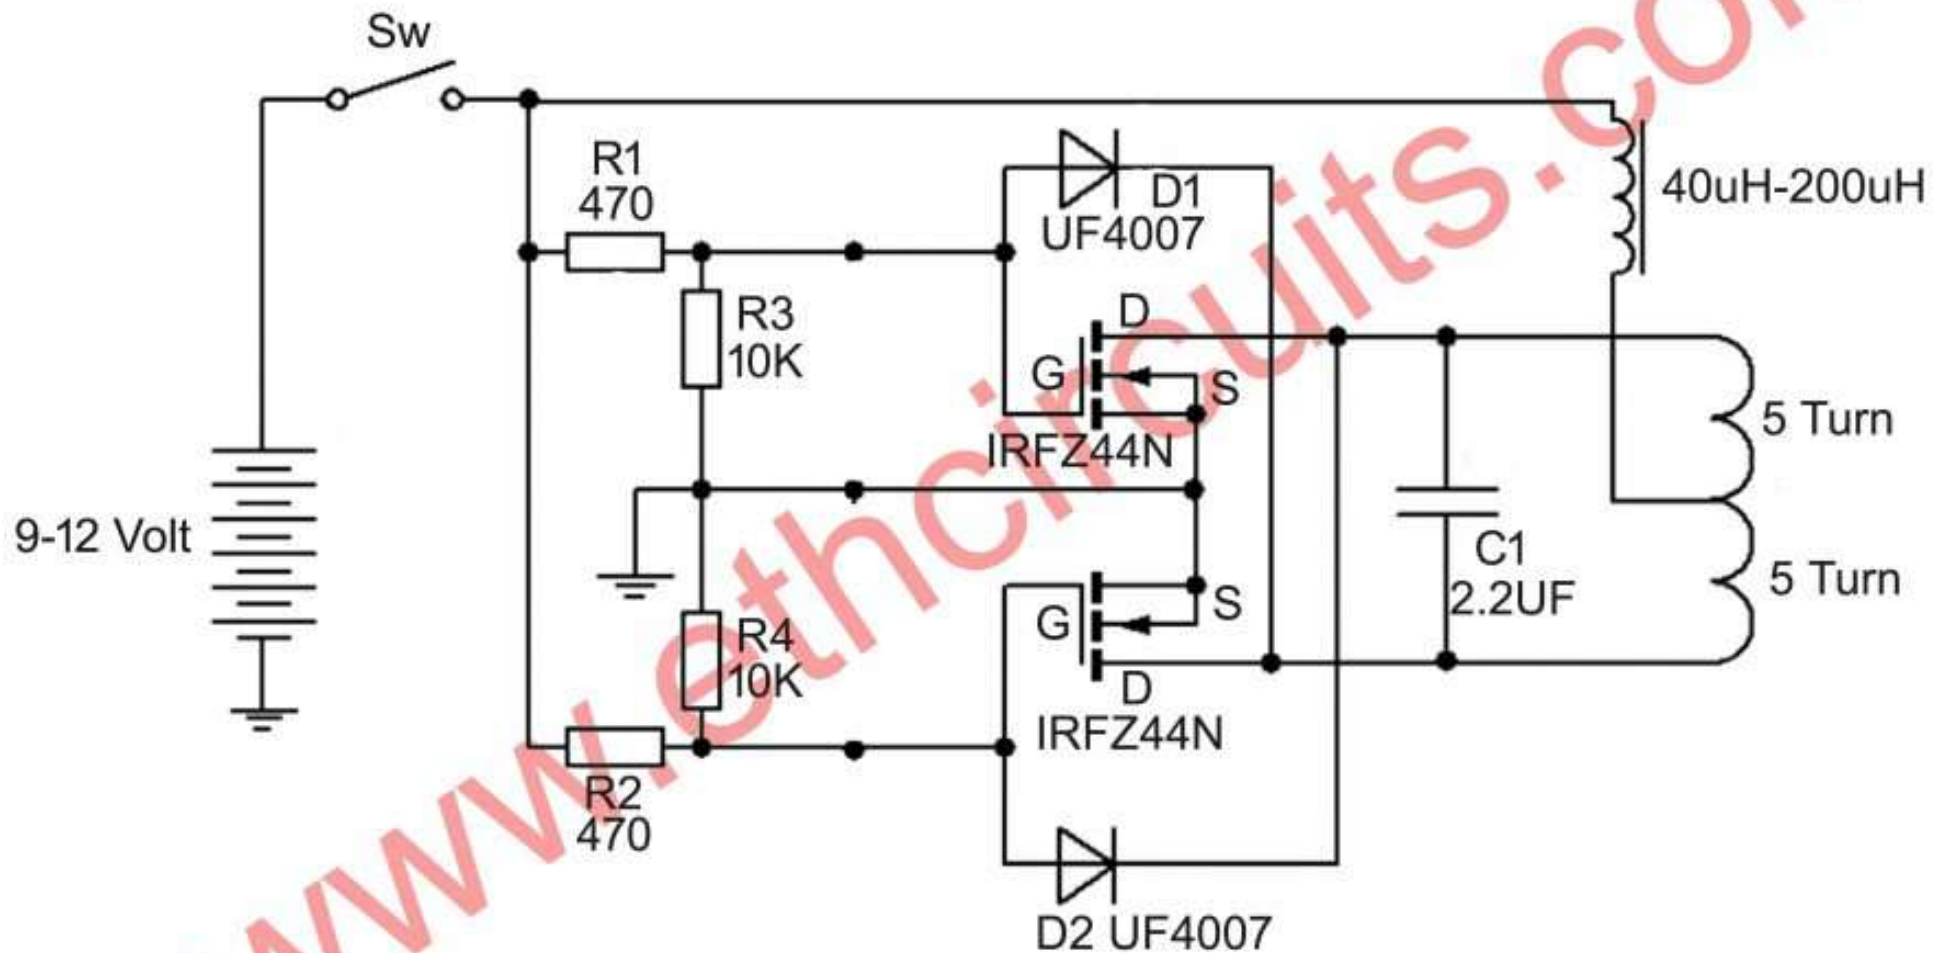 Sw
R1
470
D1
UF4007
40uH-200uH
R3
10K
D
G
S
IRFZ44N
5 Turn
9-12 Volt
C1
2.2UF
5 Turn
G
S
R4
10K
D
IRFZ44N
R2
470
D2 UF4007
www.ethcircuits.co